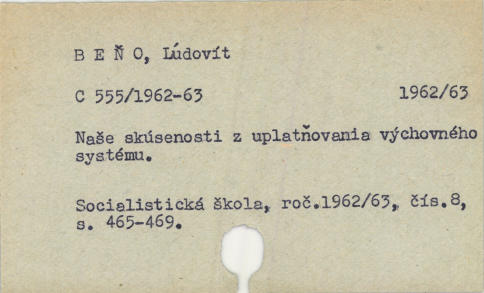 B E Ň O, Ľúdovít
C 555/1962-63 1962/63
Naše skúsenosti z uplatňovania výchovného
systému.
Socialistická škola, roč.1962/63, čís.8,
s. 465-469.